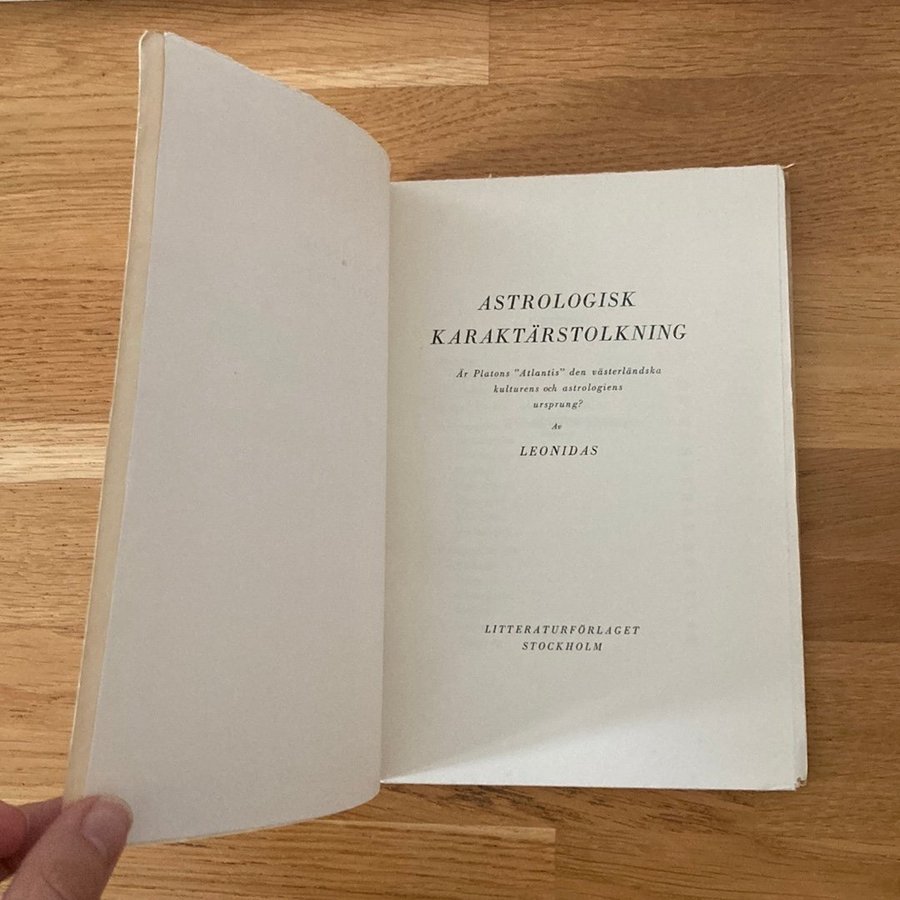 ASTROLOGISK
KARAKTÄRSTOLKNING
Är Platons "Atlantis" den västerländska
kulturens och astrologiens
ursprung?
Av
LEONIDAS
LITTERATURFÖRLAGET
STOCKHOLM